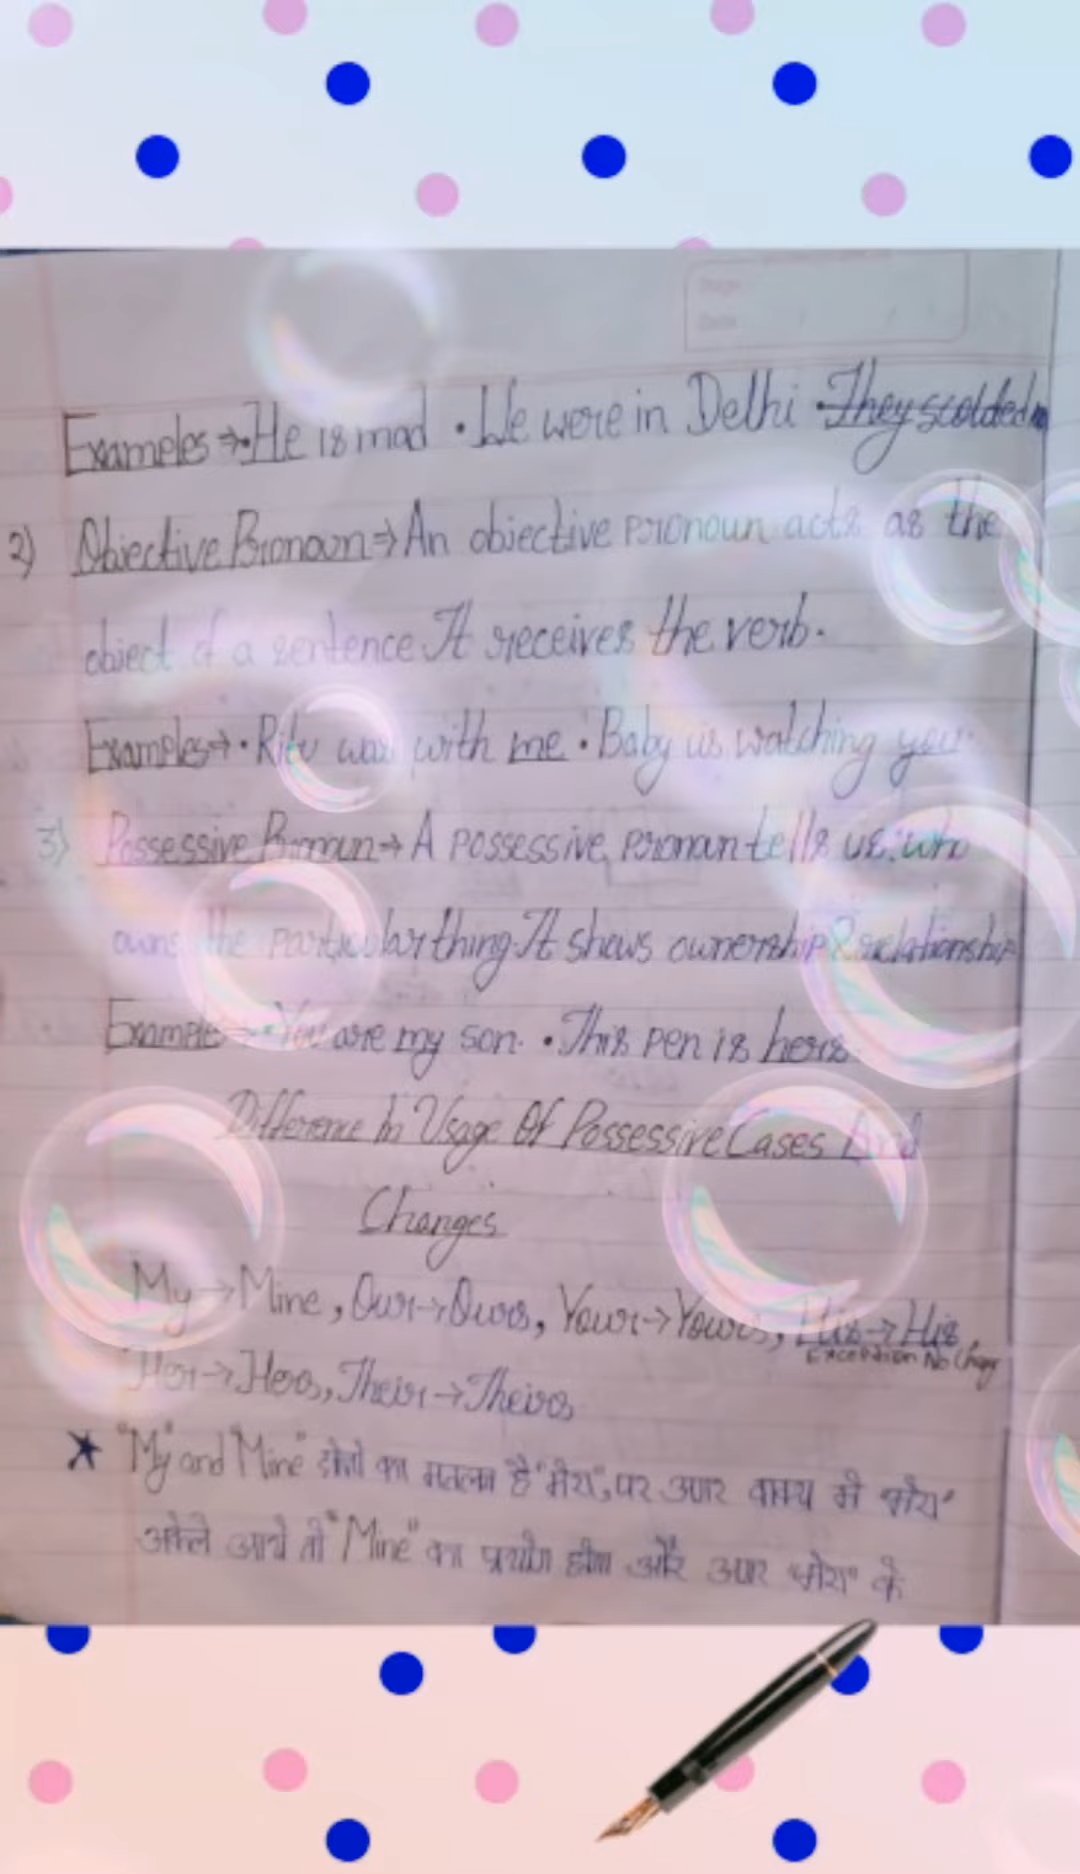 Page
Date
Examples → • He is mad • We were in Delhi • They scolded
2) Objective Pronoun ⇒ An objective pronoun acts as the
object of a sentence. It receives the verb.
Examples → • Ritu was with me • Baby is watching you.
3) Possessive Pronoun → A possessive pronoun tells us, who
owns the particular thing. It shows ownership & relationship
Examples → • You are my son. • This pen is hers.
Difference In Usage Of Possessive Cases And
Changes
My → Mine, Our → Ours, Your → Yours, His → His,
Exception No Change
Her → Hers, Their → Theirs
★ "My" and "Mine" दोनों का मतलब है "मेरा", पर अगर वाक्य में "मेरा"
अकेले आये तो "Mine" का प्रयोग होगा और अगर "मेरा" के